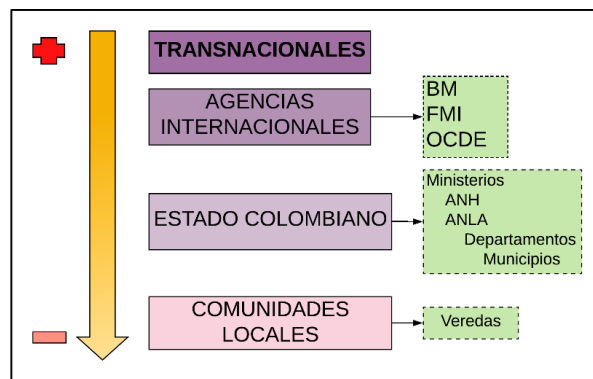 TRANSNACIONALES
AGENCIAS
INTERNACIONALES
BM
FMI
OCDE
ESTADO COLOMBIANO
Ministerios
ANH
ANLA
Departamentos
Municipios
COMUNIDADES
LOCALES
Veredas